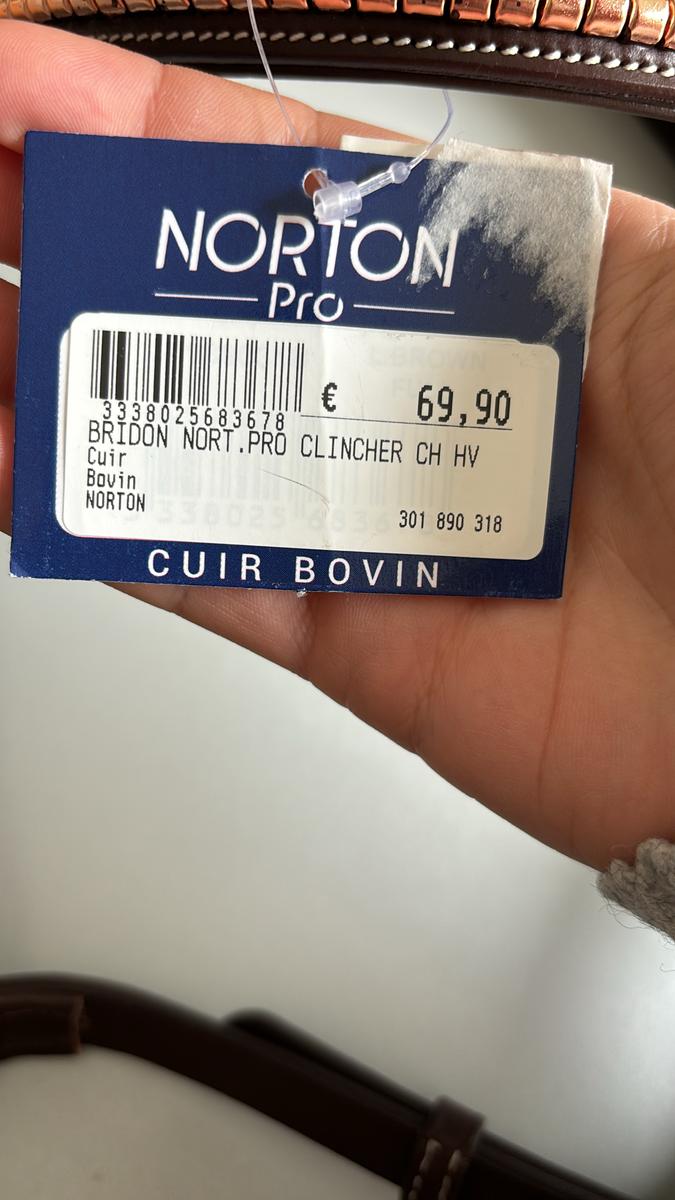 NORTON
Pro
€ 69,90
3338025683678
BRIDON NORT.PRO CLINCHER CH HV
Cuir
Bovin
NORTON
301 890 318
CUIR BOVIN